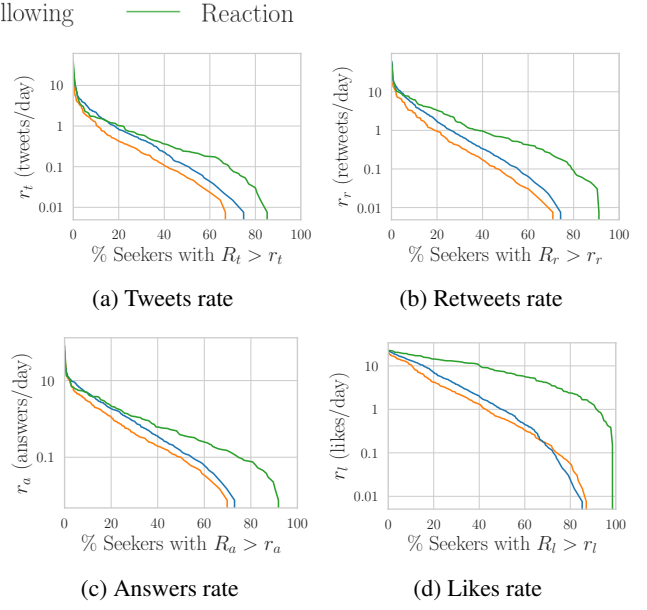 llowing Reaction
10
1
0.1
0.01
r_t (tweets/day)
0 20 40 60 80 100
% Seekers with R_t > r_t
(a) Tweets rate
10
1
0.1
0.01
r_r (retweets/day)
0 20 40 60 80 100
% Seekers with R_r > r_r
(b) Retweets rate
10
0.1
r_a (answers/day)
0 20 40 60 80 100
% Seekers with R_a > r_a
(c) Answers rate
10
1
0.1
0.01
r_l (likes/day)
0 20 40 60 80 100
% Seekers with R_l > r_l
(d) Likes rate